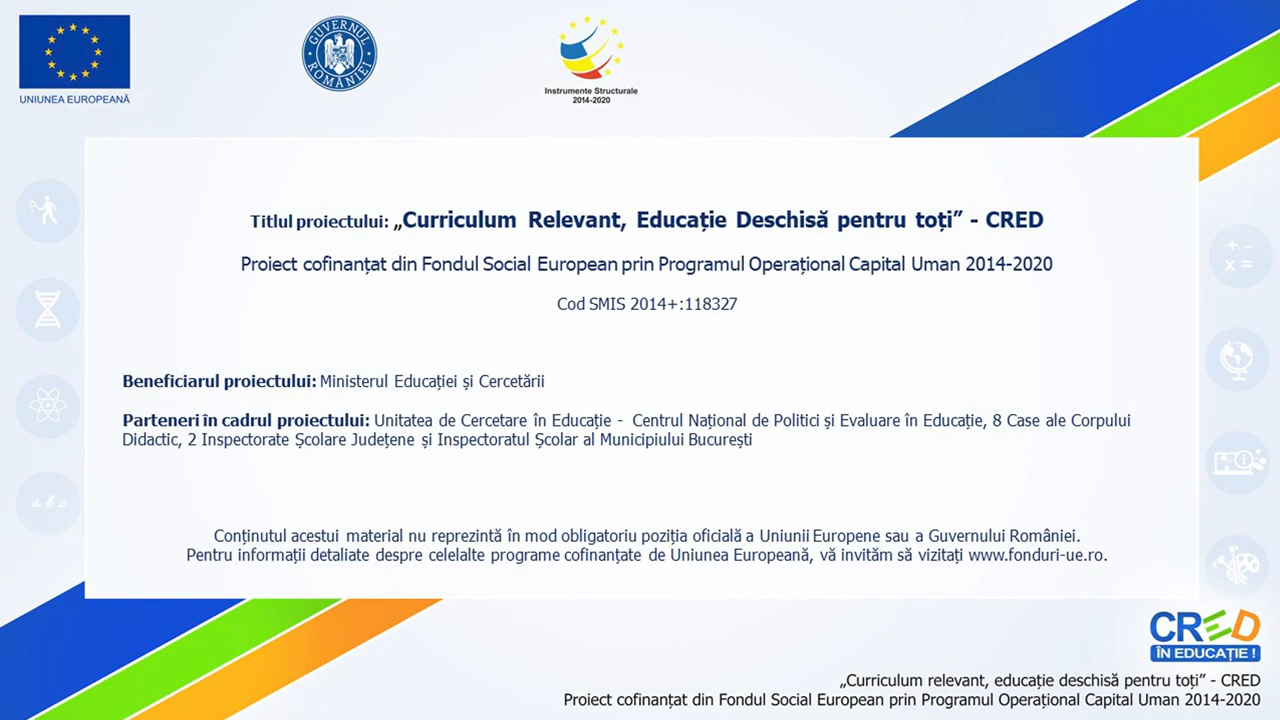 UNIUNEA EUROPEANĂ
GUVERNUL ROMÂNIEI
Instrumente Structurale
2014-2020
Titlul proiectului: „Curriculum Relevant, Educație Deschisă pentru toți” - CRED
Proiect cofinanțat din Fondul Social European prin Programul Operațional Capital Uman 2014-2020
Cod SMIS 2014+:118327
Beneficiarul proiectului: Ministerul Educației și Cercetării
Parteneri în cadrul proiectului: Unitatea de Cercetare în Educație - Centrul Național de Politici și Evaluare în Educație, 8 Case ale Corpului
Didactic, 2 Inspectorate Școlare Județene și Inspectoratul Școlar al Municipiului București
Conținutul acestui material nu reprezintă în mod obligatoriu poziția oficială a Uniunii Europene sau a Guvernului României.
Pentru informații detaliate despre celelalte programe cofinanțate de Uniunea Europeană, vă invităm să vizitați www.fonduri-ue.ro.
a b c
+ -
x =
CRED
ÎN EDUCAȚIE !
„Curriculum relevant, educație deschisă pentru toți” - CRED
Proiect cofinanțat din Fondul Social European prin Programul Operațional Capital Uman 2014-2020